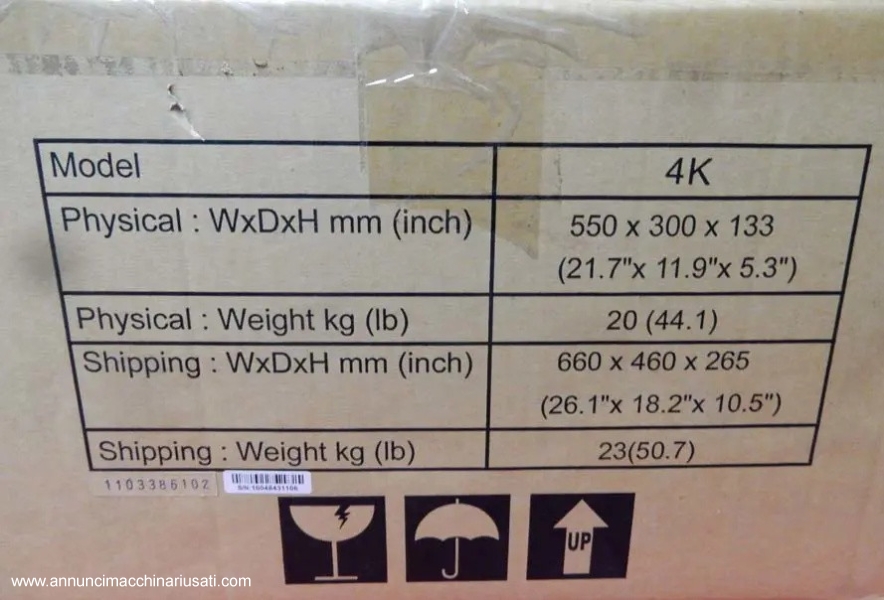 Model 4K
Physical : WxDxH mm (inch) 550 x 300 x 133
(21.7"x 11.9"x 5.3")
Physical : Weight kg (lb) 20 (44.1)
Shipping : WxDxH mm (inch) 660 x 460 x 265
(26.1"x 18.2"x 10.5")
Shipping : Weight kg (lb) 23(50.7)
1103386102
UP
www.annuncimacchinariusati.com